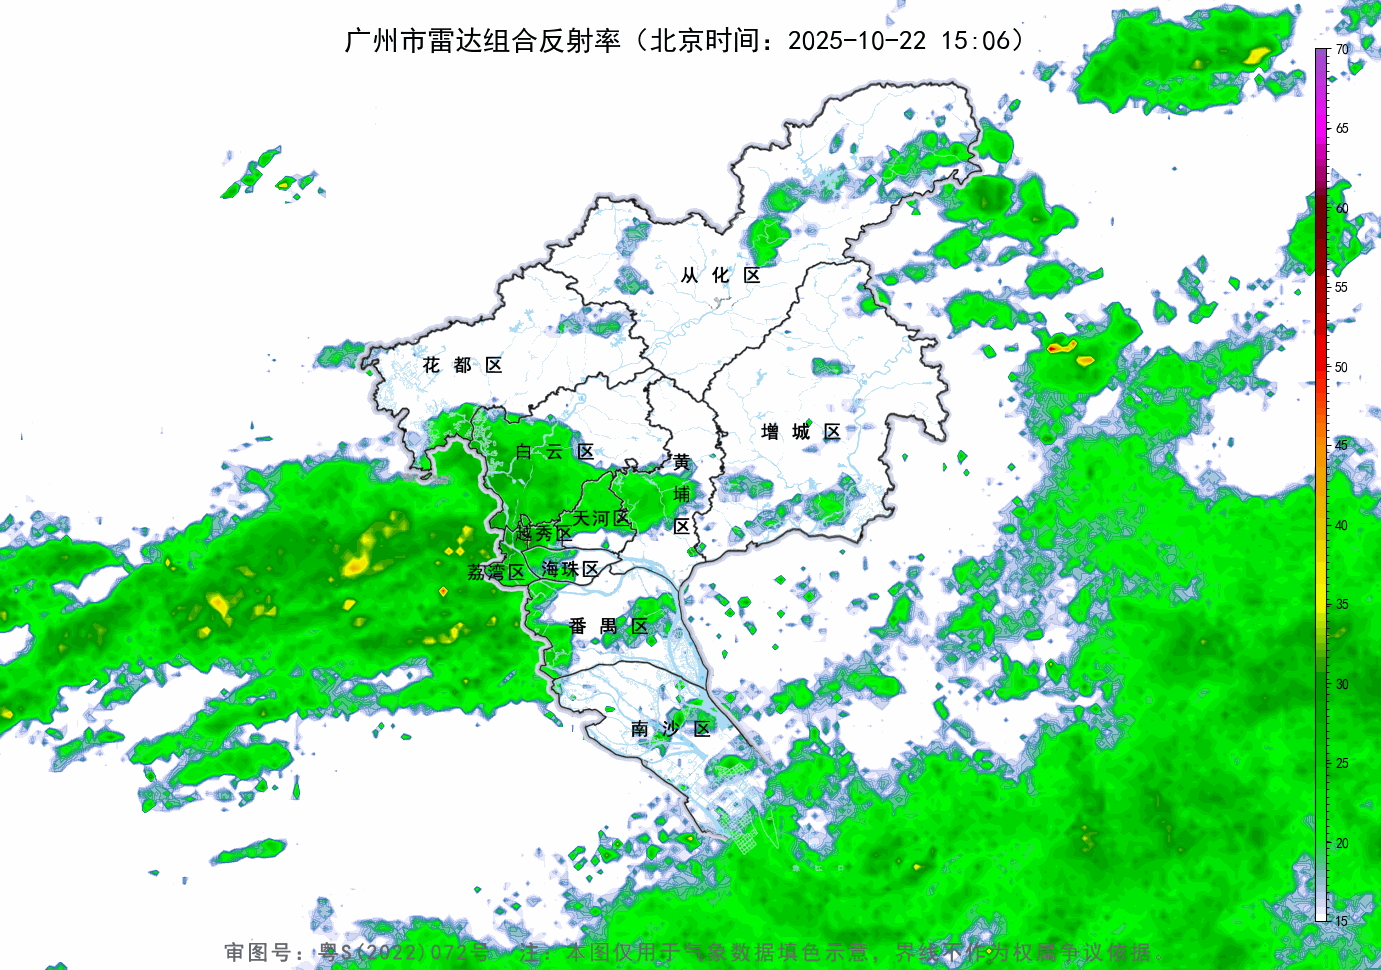 广州市雷达组合反射率（北京时间：2025-10-22 15:06）
70
65
60
55
50
45
40
35
30
25
20
15
从化区
花都区
增城区
白云区
黄埔区
天河区
越秀区
荔湾区
海珠区
番禺区
南沙区
审图号：粤S(2022)072号 注：本图仅用于气象数据填色示意，界线不作为权属争议依据。